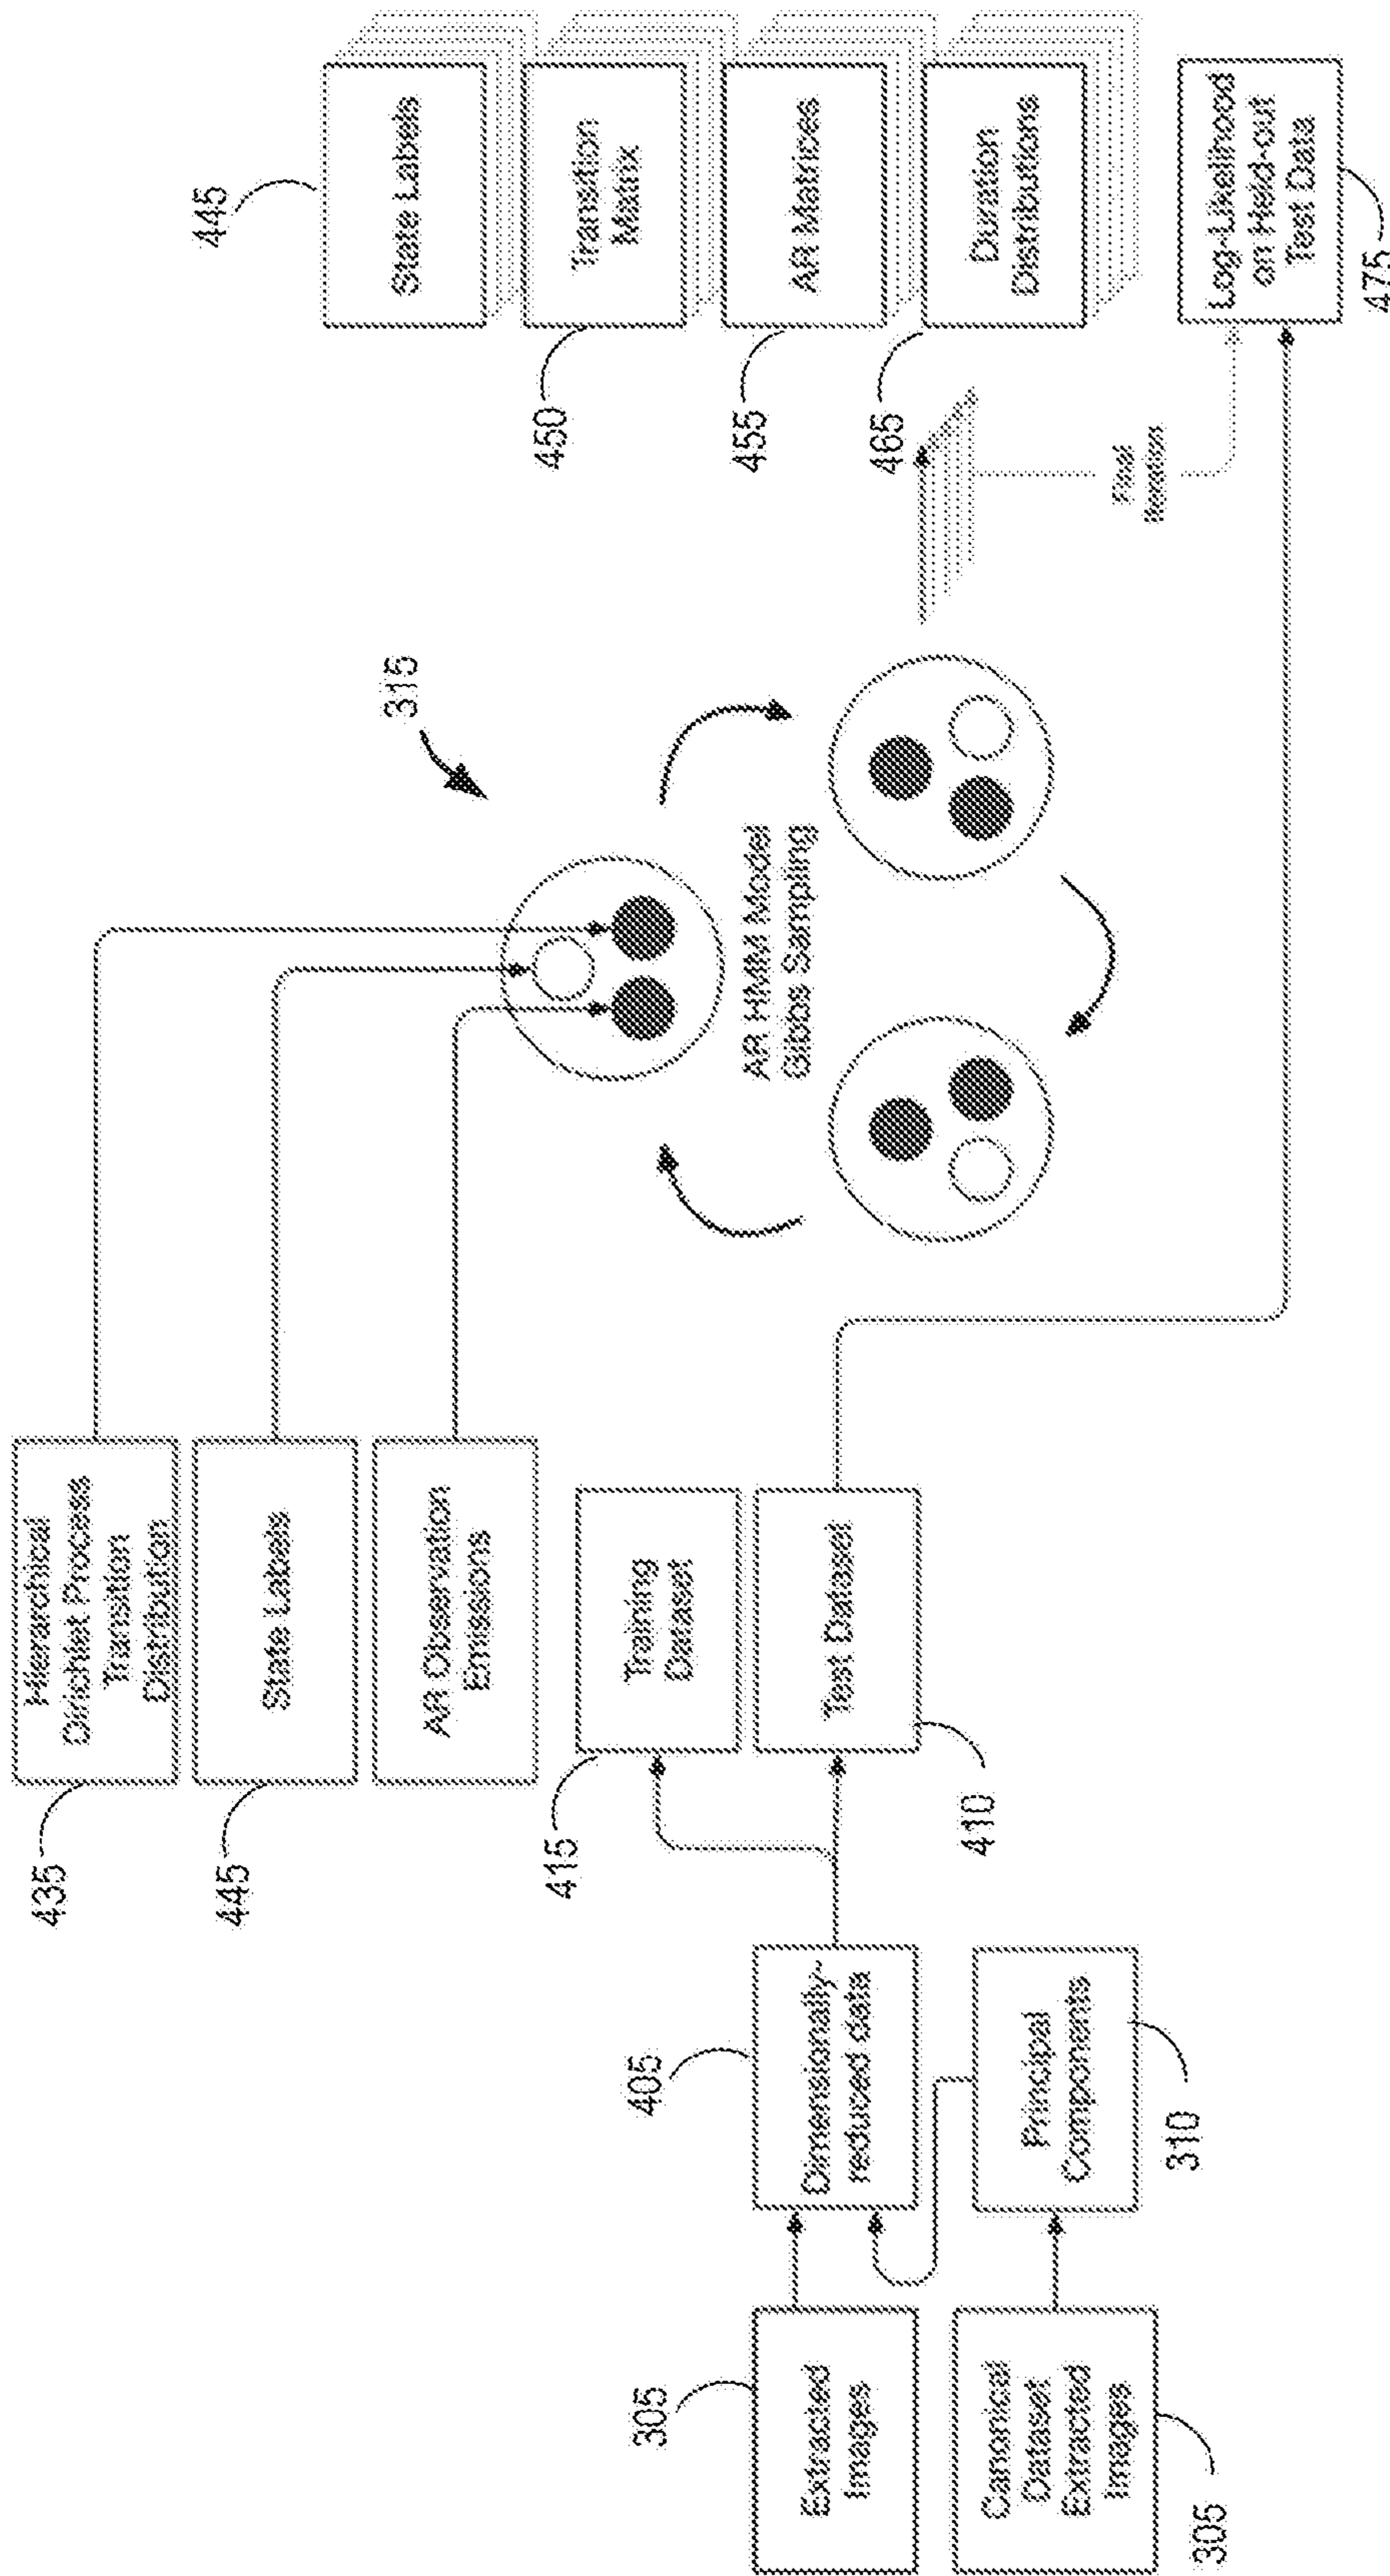 435
Hierarchical
Dirichlet Process
Transition
Distribution
445
State Labels
AR Observation
Emissions
415
Training
Dataset
Test Dataset
410
305
Extracted
Images
405
Dimensionally-
reduced data
Canonical
Dataset
Extracted
Images
305
Principal
Components
310
315
AR HMM Model
Gibbs Sampling
445
State Labels
450
Transition
Matrix
455
AR Matrices
465
Duration
Distributions
Final
Iteration
Log-Likelihood
on Held-out
Test Data
475